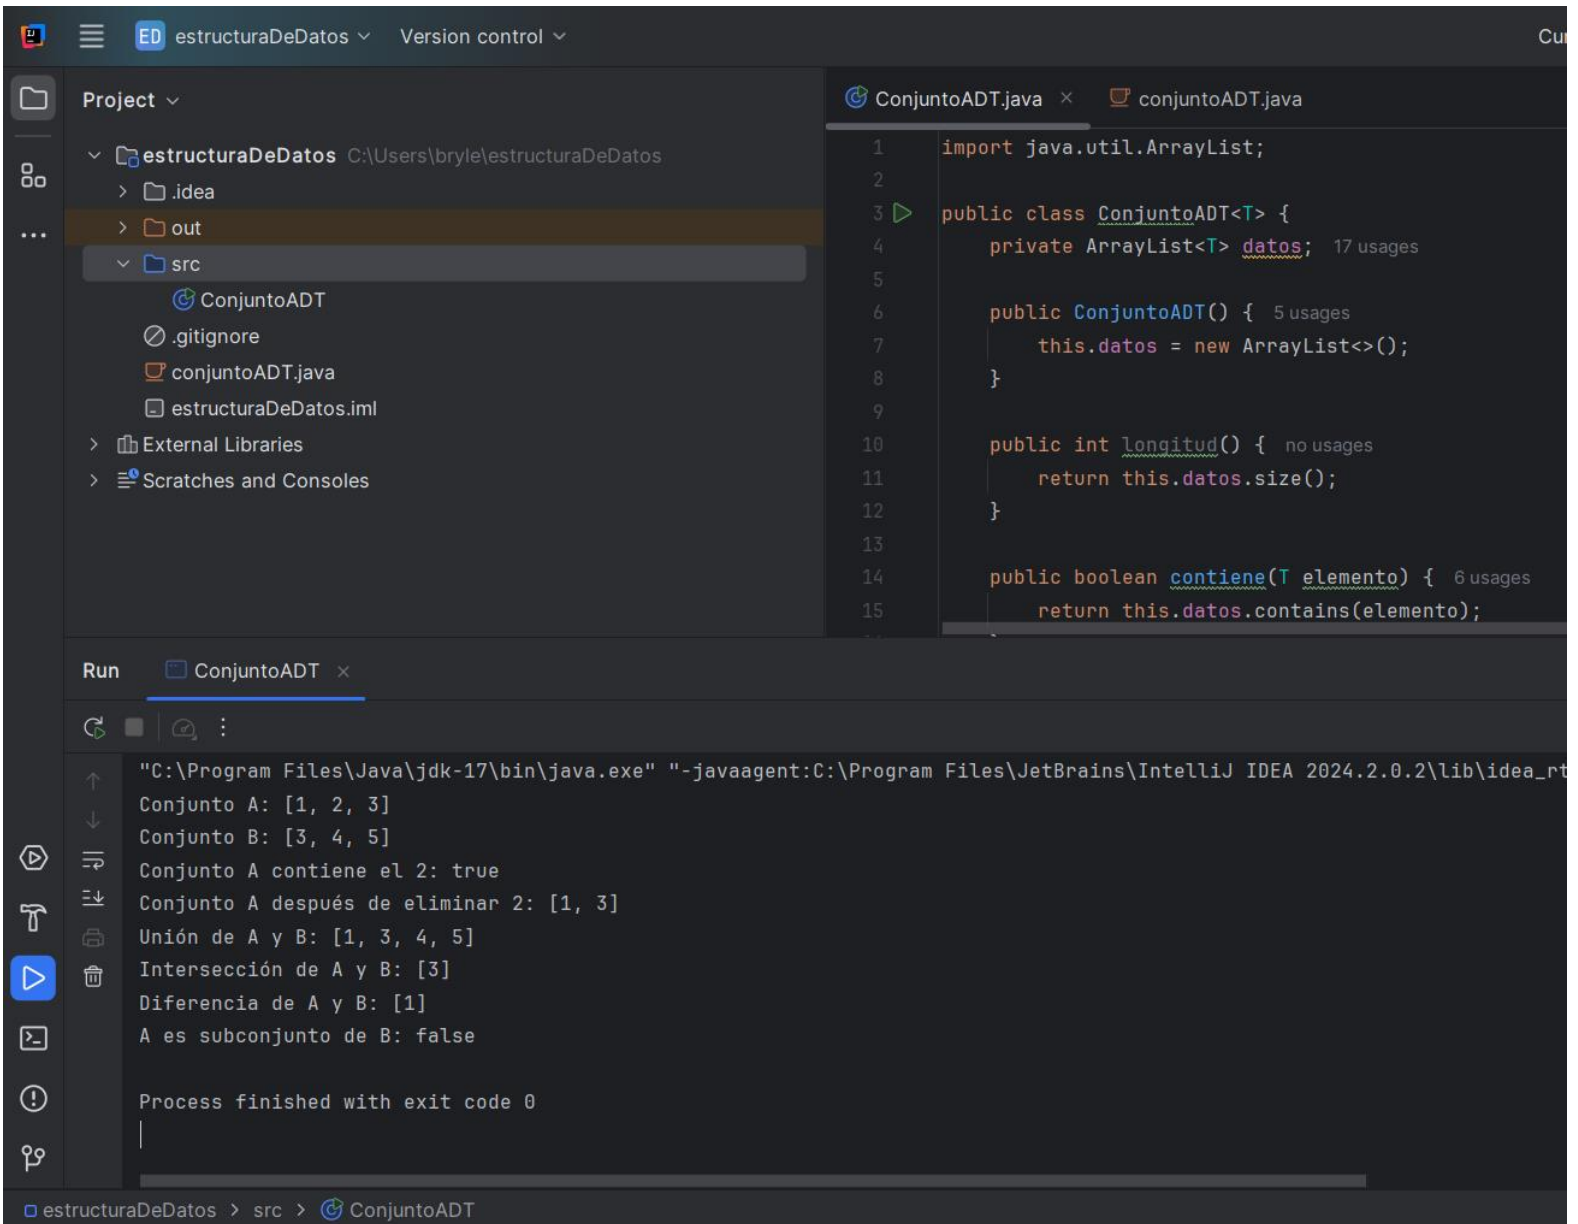 ED estructuraDeDatos Version control
Project
ConjuntoADT.java conjuntoADT.java
estructuraDeDatos C:\Users\bryle\estructuraDeDatos
.idea
out
src
ConjuntoADT
.gitignore
conjuntoADT.java
estructuraDeDatos.iml
External Libraries
Scratches and Consoles
1 import java.util.ArrayList;
2
3 public class ConjuntoADT<T> {
4 private ArrayList<T> datos; 17 usages
5
6 public ConjuntoADT() { 5 usages
7 this.datos = new ArrayList<>();
8 }
9
10 public int longitud() { no usages
11 return this.datos.size();
12 }
13
14 public boolean contiene(T elemento) { 6 usages
15 return this.datos.contains(elemento);
Run ConjuntoADT
"C:\Program Files\Java\jdk-17\bin\java.exe" "-javaagent:C:\Program Files\JetBrains\IntelliJ IDEA 2024.2.0.2\lib\idea_rt
Conjunto A: [1, 2, 3]
Conjunto B: [3, 4, 5]
Conjunto A contiene el 2: true
Conjunto A después de eliminar 2: [1, 3]
Unión de A y B: [1, 3, 4, 5]
Intersección de A y B: [3]
Diferencia de A y B: [1]
A es subconjunto de B: false
Process finished with exit code 0
estructuraDeDatos > src > ConjuntoADT